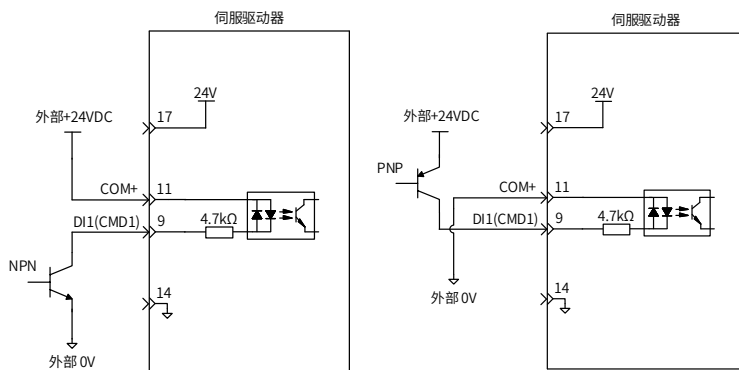 伺服驱动器
17
24V
外部+24VDC
COM+
11
DI1(CMD1)
9
4.7kΩ
NPN
14
外部 0V
伺服驱动器
17
24V
外部+24VDC
PNP
COM+
11
DI1(CMD1)
9
4.7kΩ
14
外部 0V